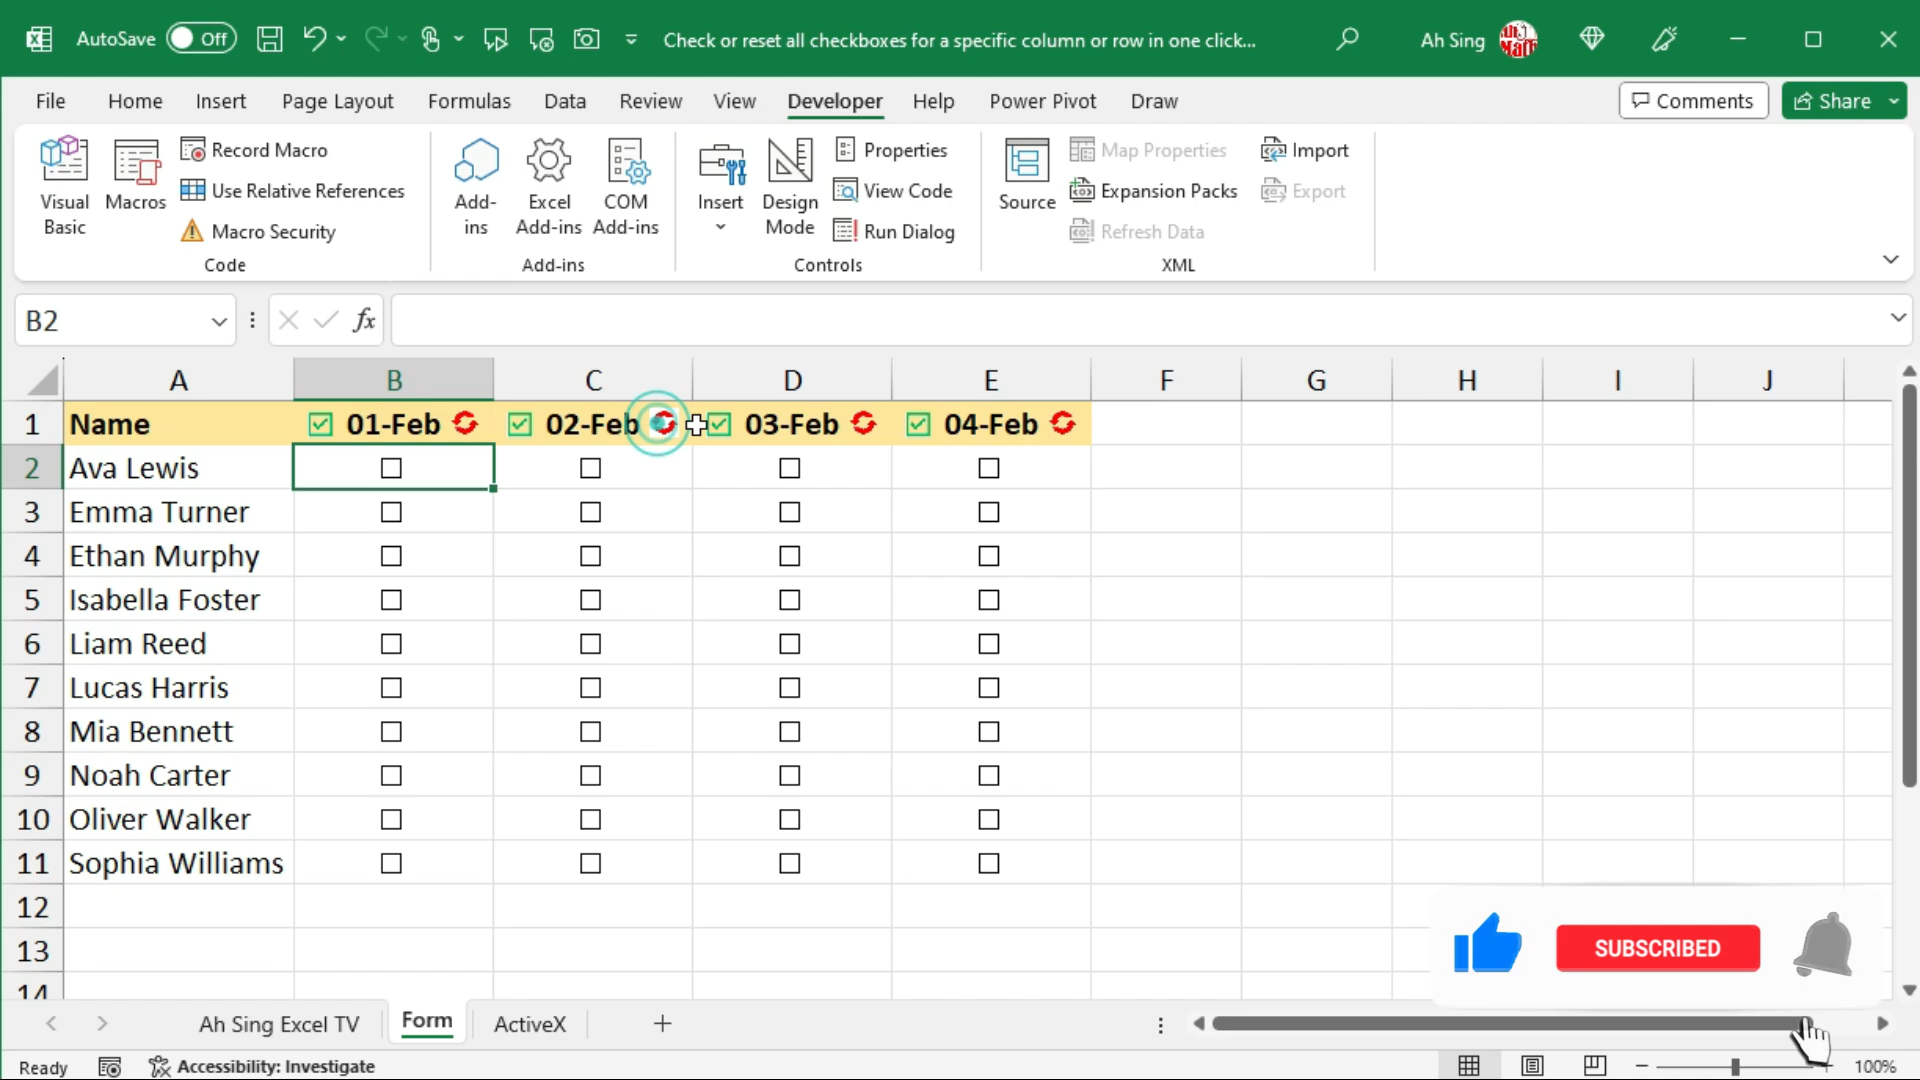 AutoSave Off Check or reset all checkboxes for a specific column or row in one click... Ah Sing
File Home Insert Page Layout Formulas Data Review View Developer Help Power Pivot Draw Comments Share
Visual Basic
Macros
Record Macro
Use Relative References
Macro Security
Code
Add-ins
Excel Add-ins
COM Add-ins
Add-ins
Insert
Design Mode
Properties
View Code
Run Dialog
Controls
Source
Map Properties
Expansion Packs
Refresh Data
Import
Export
XML
B2 fx
A B C D E F G H I J
1 Name 01-Feb 02-Feb 03-Feb 04-Feb
2 Ava Lewis
3 Emma Turner
4 Ethan Murphy
5 Isabella Foster
6 Liam Reed
7 Lucas Harris
8 Mia Bennett
9 Noah Carter
10 Oliver Walker
11 Sophia Williams
12
13
14
SUBSCRIBED
Ah Sing Excel TV Form ActiveX
Ready Accessibility: Investigate 100%